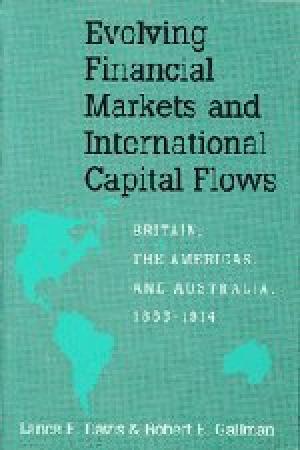 Evolving
Financial
Markets and
International
Capital Flows
BRITAIN,
THE AMERICAS,
AND AUSTRALIA,
1865-1914
Lance E. Davis & Robert E. Gallman